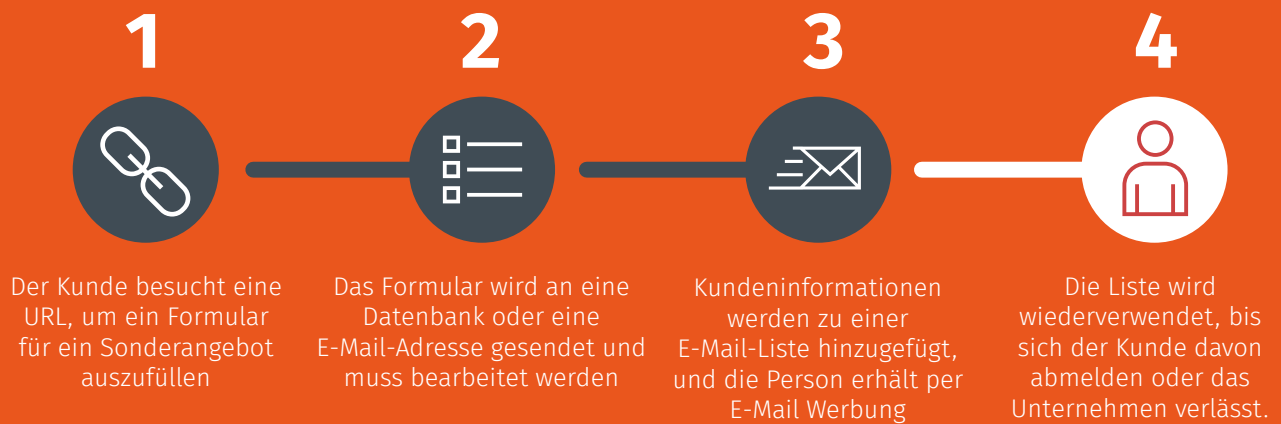 1
Der Kunde besucht eine
URL, um ein Formular
für ein Sonderangebot
auszufüllen
2
Das Formular wird an eine
Datenbank oder eine
E-Mail-Adresse gesendet und
muss bearbeitet werden
3
Kundeninformationen
werden zu einer
E-Mail-Liste hinzugefügt,
und die Person erhält per
E-Mail Werbung
4
Die Liste wird
wiederverwendet, bis
sich der Kunde davon
abmelden oder das
Unternehmen verlässt.